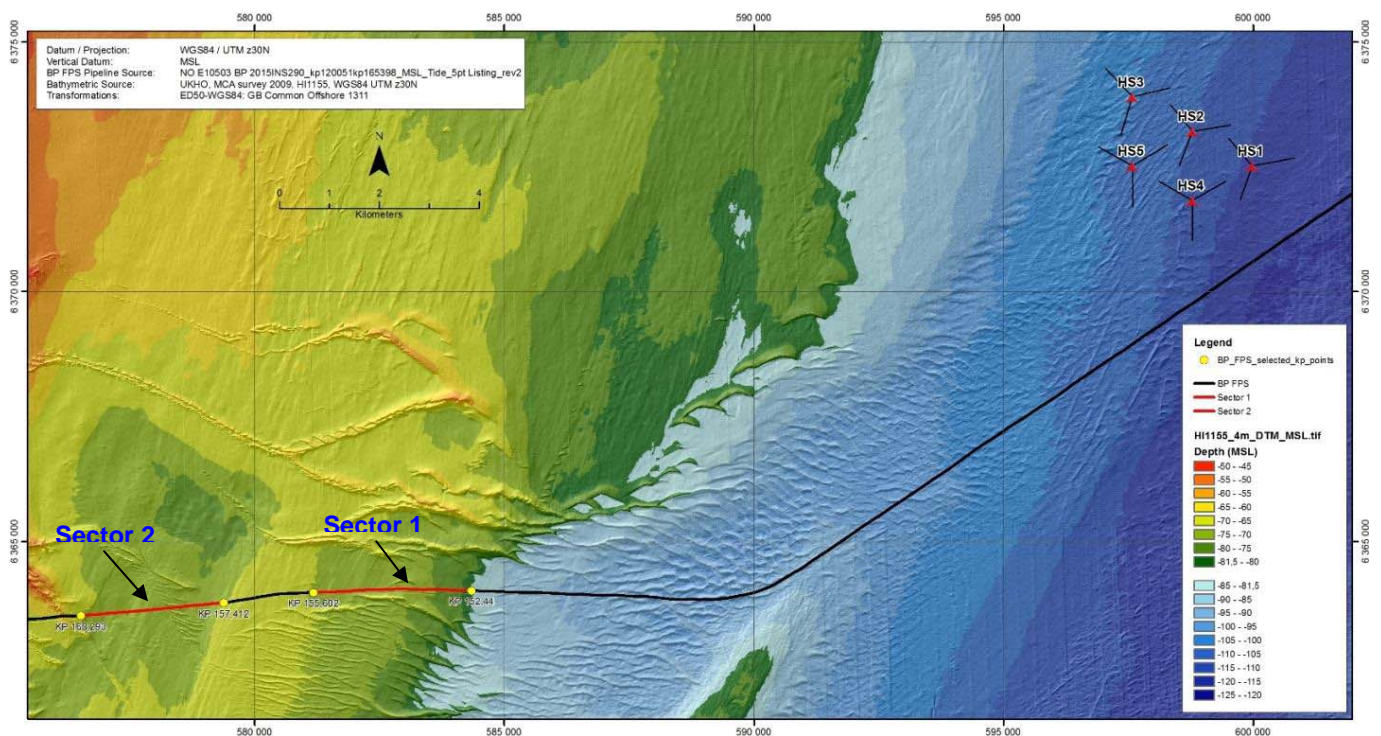 580 000 585 000 590 000 595 000 600 000
6 375 000
6 375 000
Datum / Projection: WGS84 / UTM z30N
Vertical Datum: MSL
BP FPS Pipeline Source: NO E10503 BP 2015INS290_kp120051kp165398_MSL_Tide_5pt Listing_rev2
Bathymetric Source: UKHO, MCA survey 2009, HI1155, WGS84 UTM z30N
Transformations: ED50-WGS84: GB Common Offshore 1311
N
0 1 2 4
Kilometers
HS3
HS2
HS5
HS1
HS4
6 370 000
6 370 000
Legend
BP_FPS_selected_kp_points
BP FPS
Sector 1
Sector 2
HI1155_4m_DTM_MSL.tif
Depth (MSL)
-50 - -45
-55 - -50
-60 - -55
-65 - -60
-70 - -65
-75 - -70
-80 - -75
-81,5 - -80
-85 - -81,5
-90 - -85
-95 - -90
-100 - -95
-105 - -100
-110 - -105
-115 - -110
-120 - -115
-125 - -120
Sector 2
Sector 1
6 365 000
6 365 000
KP 157.412
KP 155.602
KP 152.44
580 000 585 000 590 000 595 000 600 000